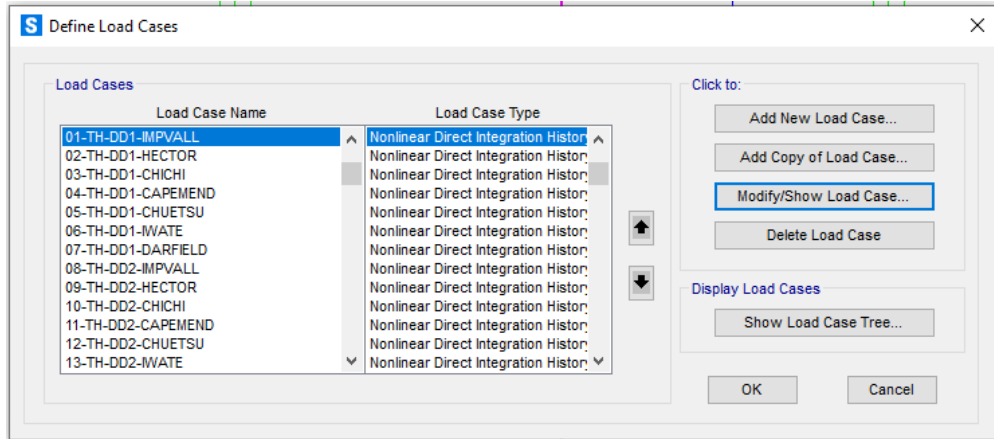 S Define Load Cases
Load Cases
Load Case Name Load Case Type
01-TH-DD1-IMPVALL Nonlinear Direct Integration History
02-TH-DD1-HECTOR Nonlinear Direct Integration History
03-TH-DD1-CHICHI Nonlinear Direct Integration History
04-TH-DD1-CAPEMEND Nonlinear Direct Integration History
05-TH-DD1-CHUETSU Nonlinear Direct Integration History
06-TH-DD1-IWATE Nonlinear Direct Integration History
07-TH-DD1-DARFIELD Nonlinear Direct Integration History
08-TH-DD2-IMPVALL Nonlinear Direct Integration History
09-TH-DD2-HECTOR Nonlinear Direct Integration History
10-TH-DD2-CHICHI Nonlinear Direct Integration History
11-TH-DD2-CAPEMEND Nonlinear Direct Integration History
12-TH-DD2-CHUETSU Nonlinear Direct Integration History
13-TH-DD2-IWATE Nonlinear Direct Integration History
Click to:
Add New Load Case...
Add Copy of Load Case...
Modify/Show Load Case...
Delete Load Case
Display Load Cases
Show Load Case Tree...
OK Cancel